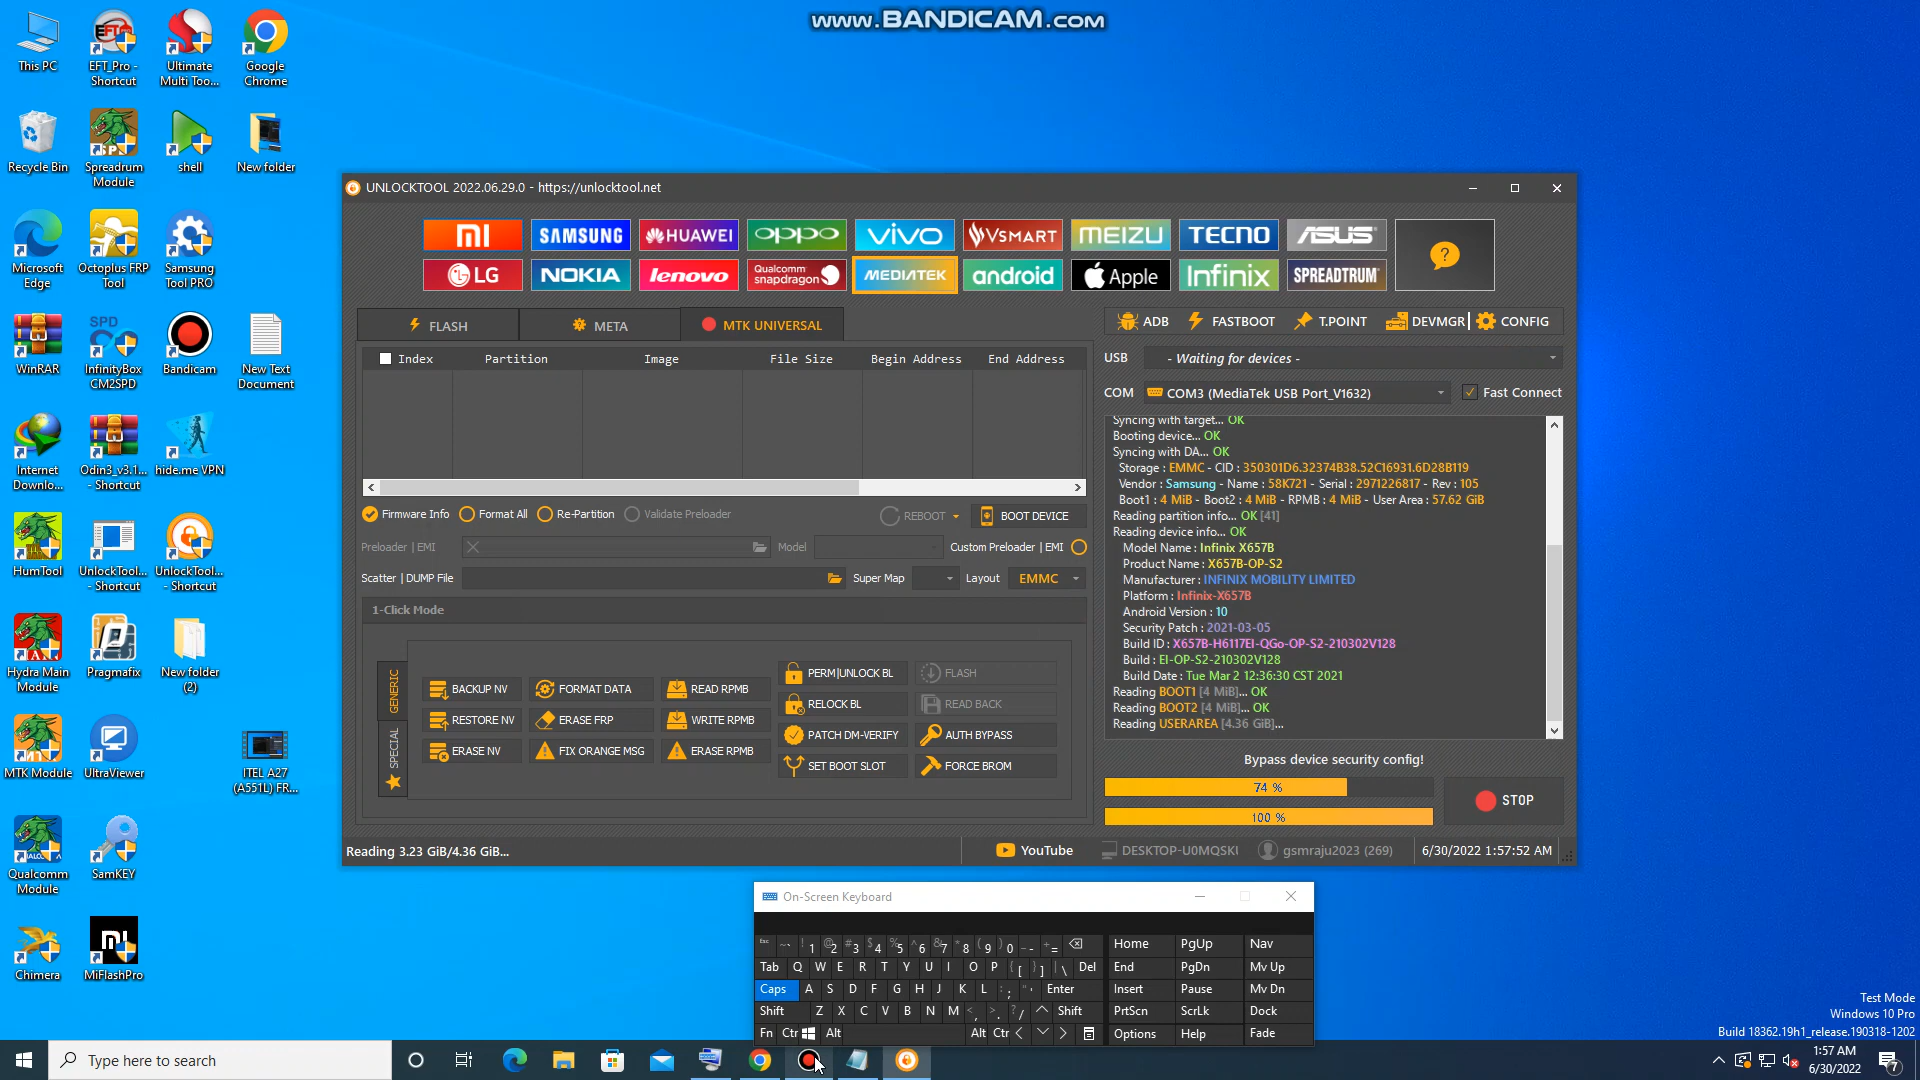 www.BANDICAM.com
This PC
EFT_Pro - Shortcut
Ultimate Multi Too...
Google Chrome
Recycle Bin
Spreadrum Module
shell
New folder
Microsoft Edge
Octoplus FRP Tool
Samsung Tool PRO
WinRAR
InfinityBox CM2SPD
Bandicam
New Text Document
Internet Downlo...
Odin3_v3.1... - Shortcut
hide.me VPN
HumTool
UnlockTool... - Shortcut
UnlockTool... - Shortcut
Hydra Main Module
Pragmafix
New folder (2)
MTK Module
UltraViewer
ITEL A27 (A551L) FR...
Qualcomm Module
SamKEY
Chimera
MiFlashPro
UNLOCKTOOL 2022.06.29.0 - https://unlocktool.net
SAMSUNG HUAWEI oppo vivo VSMART MEIZU TECNO ASUS
LG NOKIA lenovo Qualcomm snapdragon MEDIATEK android Apple Infinix SPREADTRUM
FLASH META MTK UNIVERSAL
Index Partition Image File Size Begin Address End Address
Firmware Info Format All Re-Partition Validate Preloader REBOOT BOOT DEVICE
Preloader | EMI Model Custom Preloader | EMI
Scatter | DUMP File Super Map Layout EMMC
1-Click Mode
GENERIC
SPECIAL
BACKUP NV FORMAT DATA READ RPMB
RESTORE NV ERASE FRP WRITE RPMB
ERASE NV FIX ORANGE MSG ERASE RPMB
PERM|UNLOCK BL FLASH
RELOCK BL READ BACK
PATCH DM-VERIFY AUTH BYPASS
SET BOOT SLOT FORCE BROM
ADB FASTBOOT T.POINT DEVMGR CONFIG
USB - Waiting for devices -
COM COM3 (MediaTek USB Port_V1632) Fast Connect
Syncing with target... OK
Booting device... OK
Syncing with DA... OK
Storage : EMMC - CID : 350301D6.32374B38.52C16931.6D28B119
Vendor : Samsung - Name : 58K721 - Serial : 2971226817 - Rev : 105
Boot1 : 4 MiB - Boot2 : 4 MiB - RPMB : 4 MiB - User Area : 57.62 GiB
Reading partition info... OK [41]
Reading device info... OK
Model Name : Infinix X657B
Product Name : X657B-OP-S2
Manufacturer : INFINIX MOBILITY LIMITED
Platform : Infinix-X657B
Android Version : 10
Security Patch : 2021-03-05
Build ID : X657B-H6117EI-QGo-OP-S2-210302V128
Build : EI-OP-S2-210302V128
Build Date : Tue Mar 2 12:36:30 CST 2021
Reading BOOT1 [4 MiB]... OK
Reading BOOT2 [4 MiB]... OK
Reading USERAREA [4.36 GiB]...
Bypass device security config!
74 %
100 %
STOP
Reading 3.23 GiB/4.36 GiB...
YouTube DESKTOP-U0MQSKI gsmraju2023 (269) 6/30/2022 1:57:52 AM
On-Screen Keyboard
Esc ~` !1 @2 #3 $4 %5 ^6 &7 *8 (9 )0 _- += Home PgUp Nav
Tab Q W E R T Y U I O P {[ }] |\ Del End PgDn Mv Up
Caps A S D F G H J K L :; "' Enter Insert Pause Mv Dn
Shift Z X C V B N M <, >. ?/ Shift PrtScn ScrLk Dock
Fn Ctr Alt Alt Ctr Options Help Fade
Test Mode
Windows 10 Pro
Build 18362.19h1_release.190318-1202
Type here to search
1:57 AM
6/30/2022
7